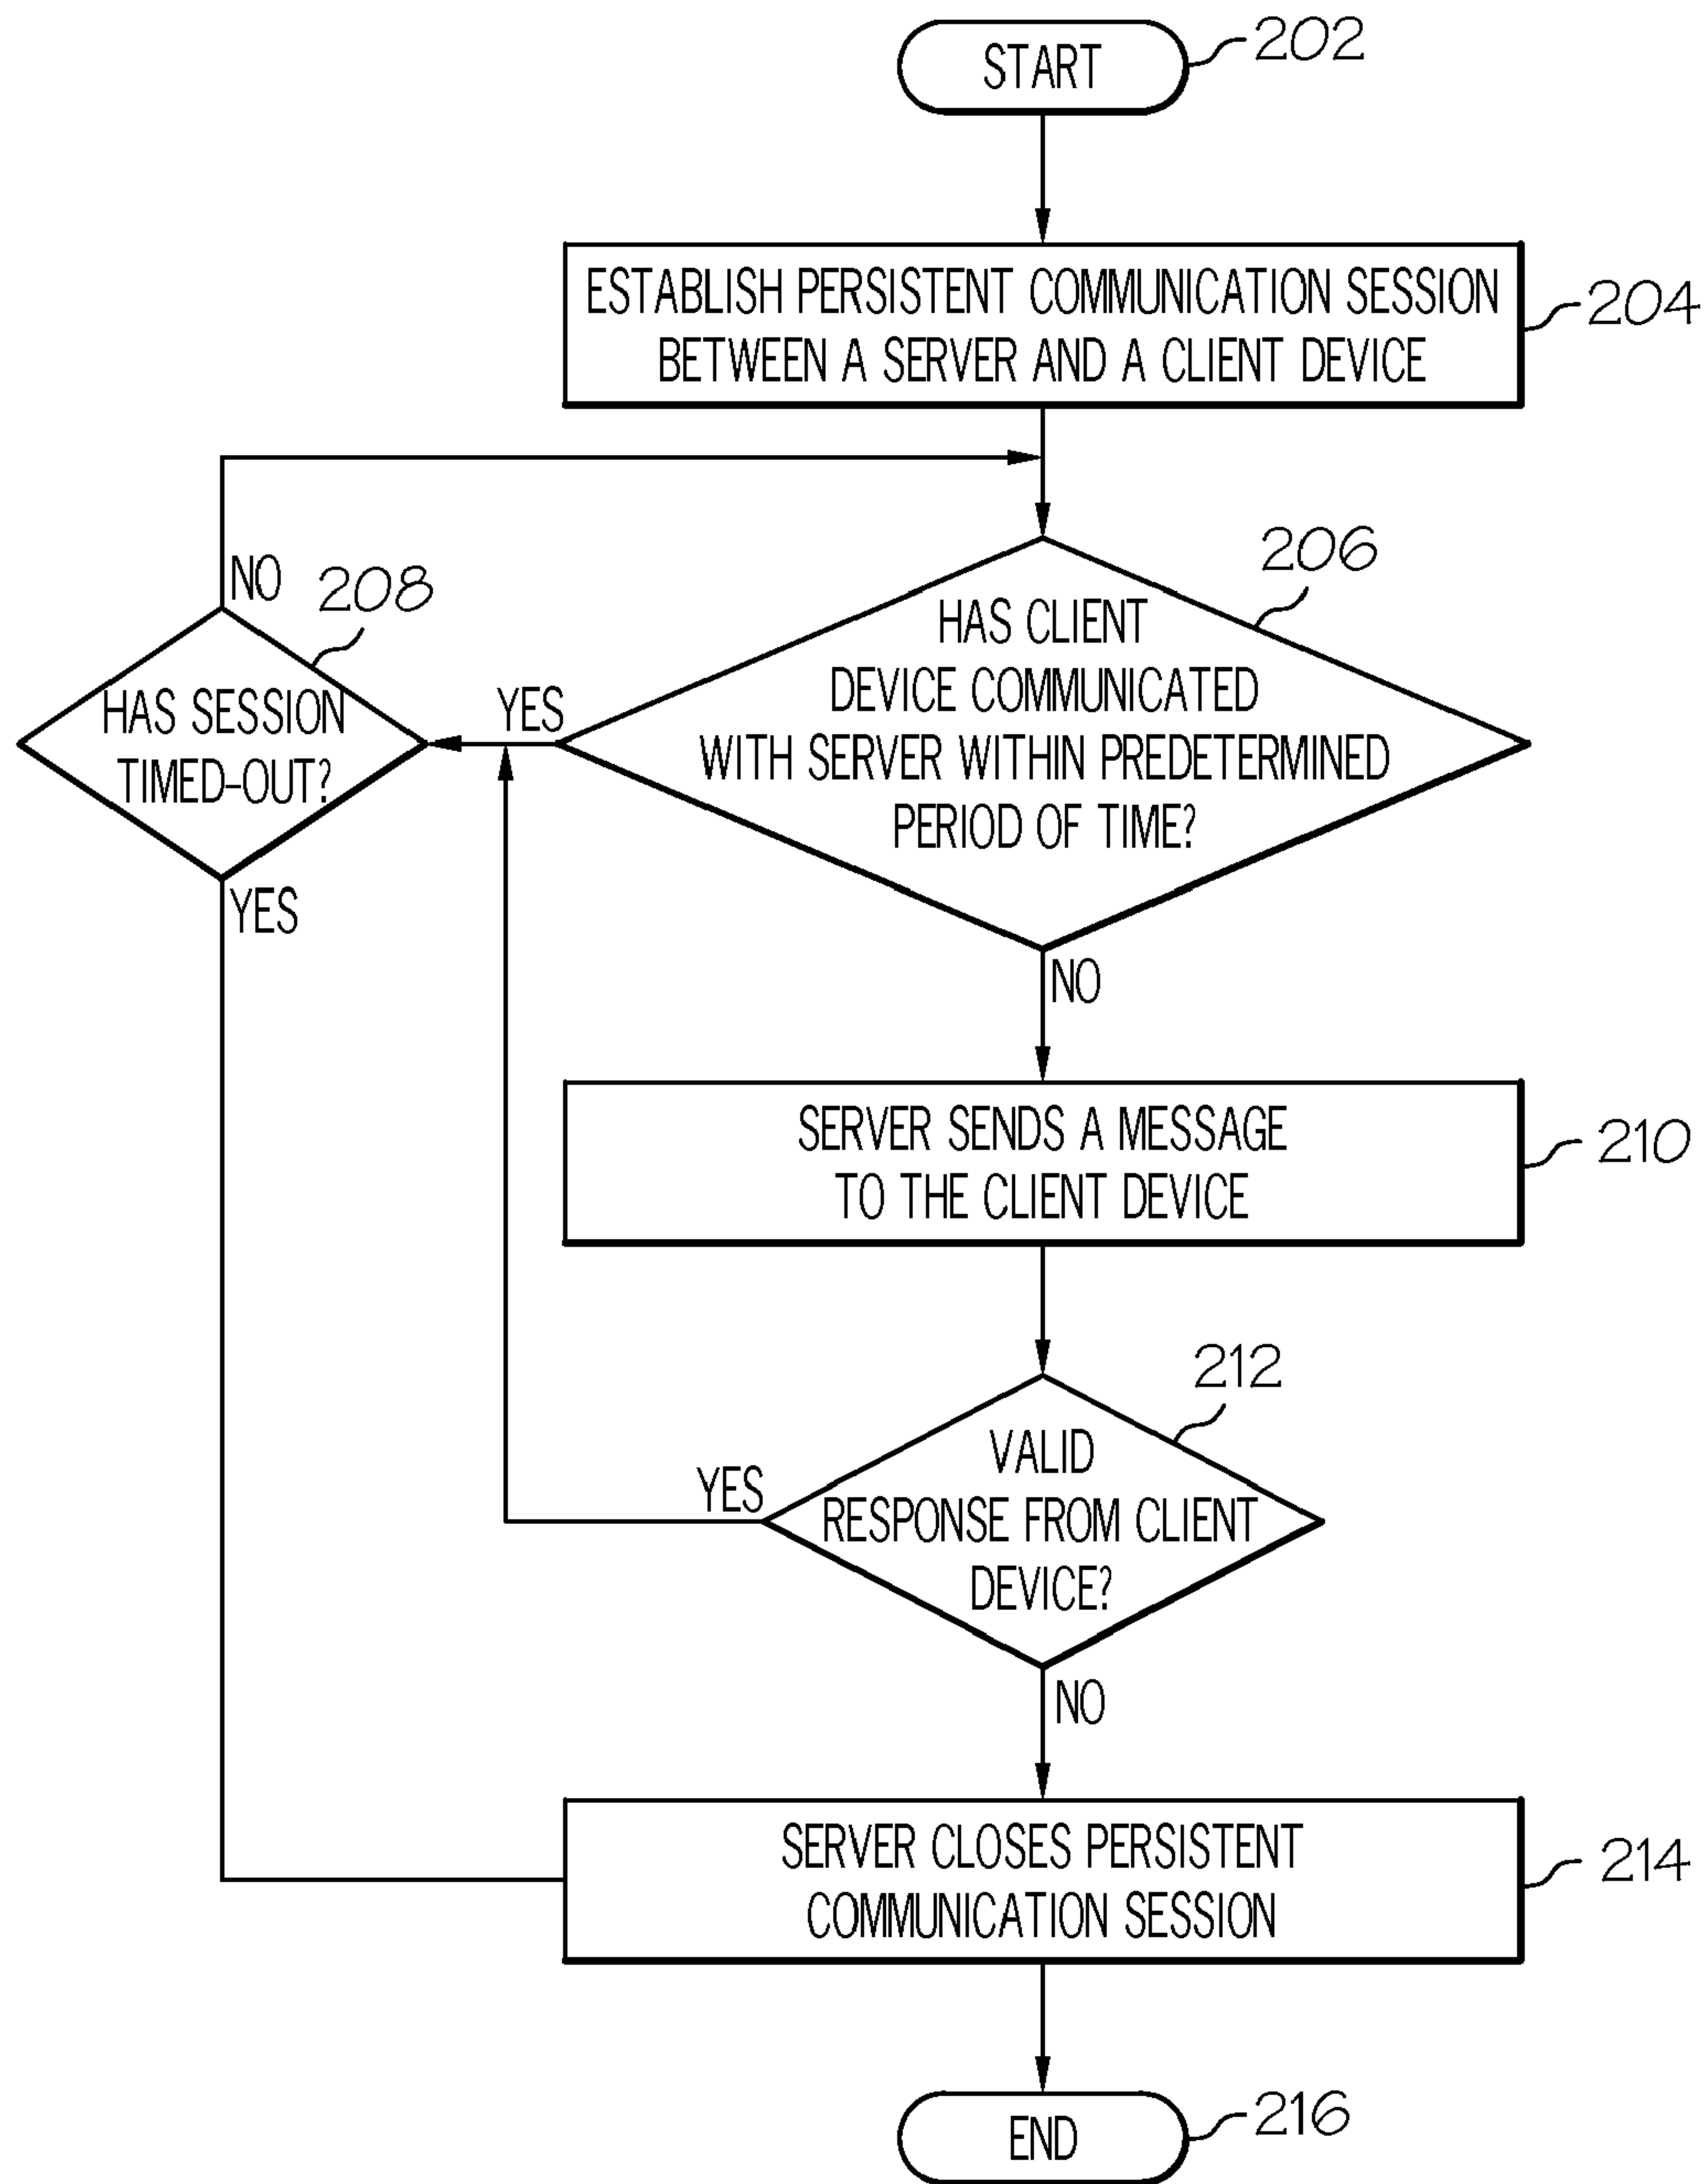 START
202
ESTABLISH PERSISTENT COMMUNICATION SESSION
BETWEEN A SERVER AND A CLIENT DEVICE
204
206
HAS CLIENT
DEVICE COMMUNICATED
WITH SERVER WITHIN PREDETERMINED
PERIOD OF TIME?
YES
NO
208
HAS SESSION
TIMED-OUT?
NO
YES
SERVER SENDS A MESSAGE
TO THE CLIENT DEVICE
210
212
VALID
RESPONSE FROM CLIENT
DEVICE?
YES
NO
SERVER CLOSES PERSISTENT
COMMUNICATION SESSION
214
END
216